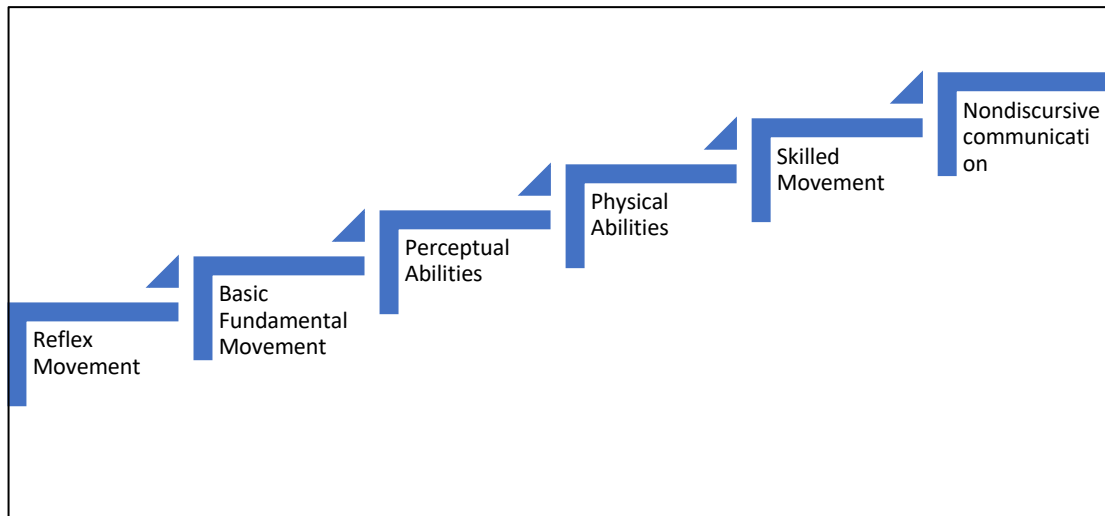 Reflex
Movement
Basic
Fundamental
Movement
Perceptual
Abilities
Physical
Abilities
Skilled
Movement
Nondiscursive
communicati
on